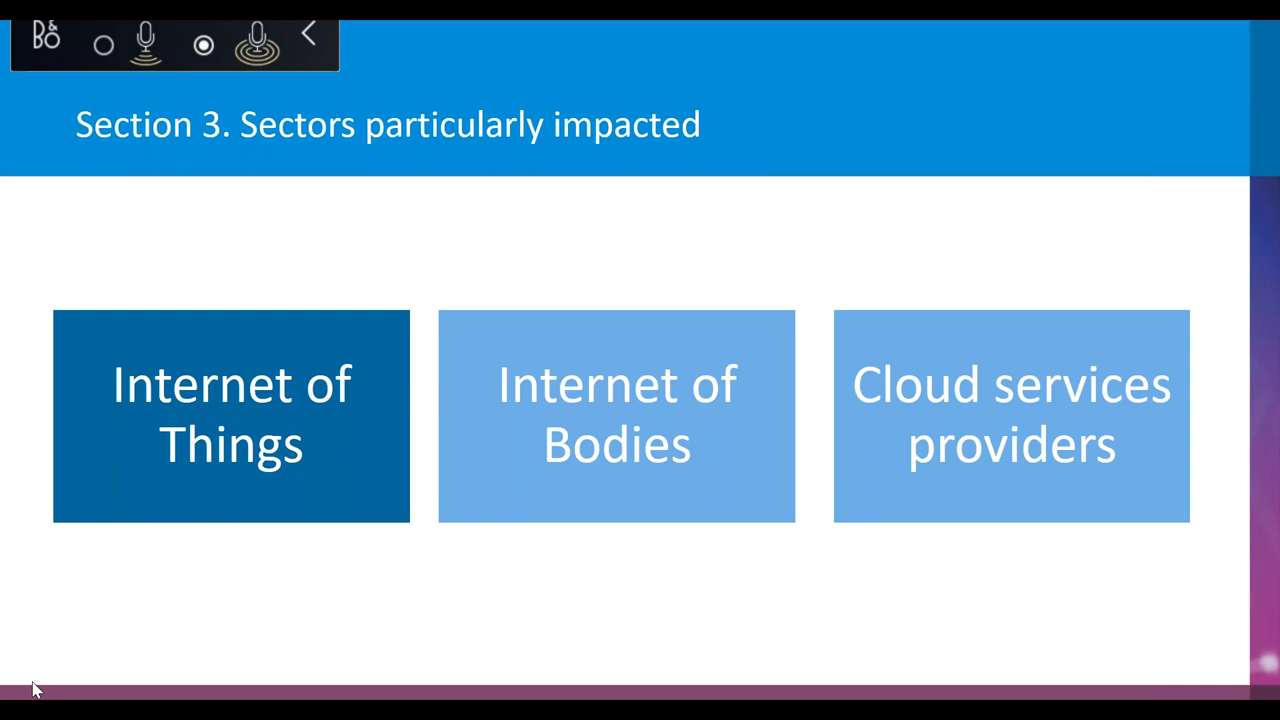 B&O
Section 3. Sectors particularly impacted
Internet of
Things
Internet of
Bodies
Cloud services
providers